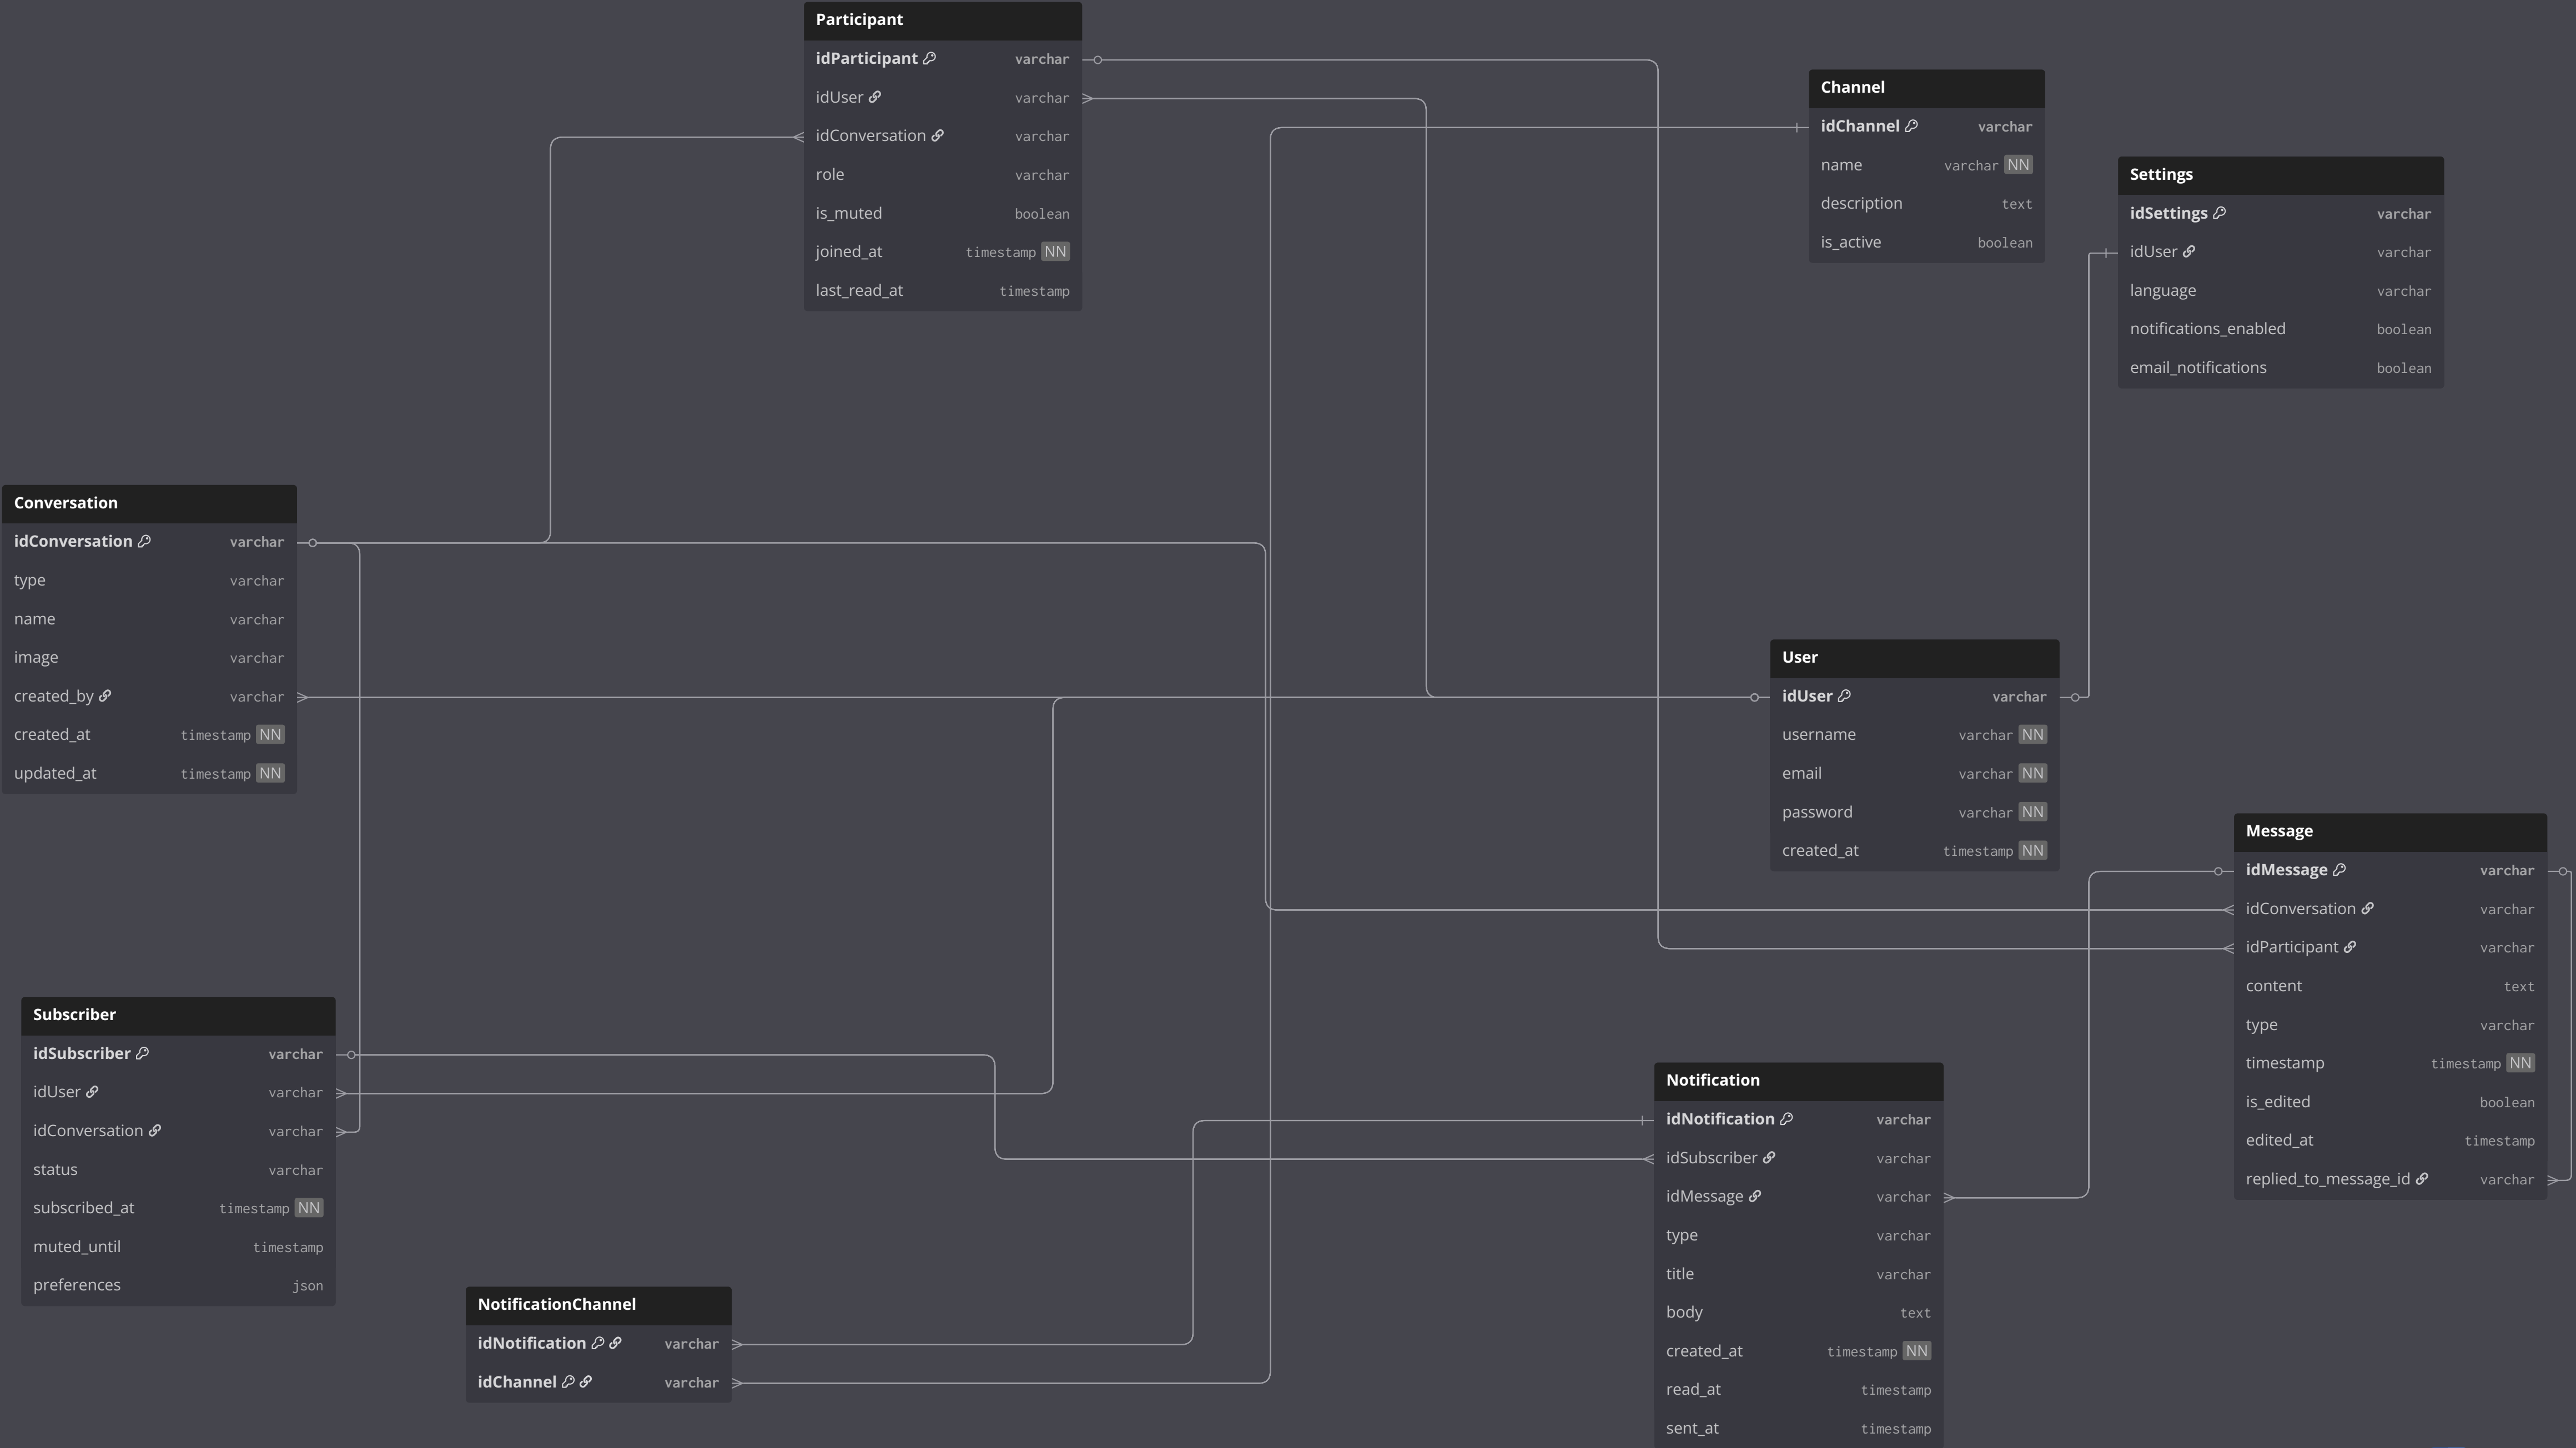 Participant
idParticipant varchar
idUser varchar
idConversation varchar
role varchar
is_muted boolean
joined_at timestamp NN
last_read_at timestamp
Channel
idChannel varchar
name varchar NN
description text
is_active boolean
Settings
idSettings varchar
idUser varchar
language varchar
notifications_enabled boolean
email_notifications boolean
Conversation
idConversation varchar
type varchar
name varchar
image varchar
created_by varchar
created_at timestamp NN
updated_at timestamp NN
User
idUser varchar
username varchar NN
email varchar NN
password varchar NN
created_at timestamp NN
Message
idMessage varchar
idConversation varchar
idParticipant varchar
content text
type varchar
timestamp timestamp NN
is_edited boolean
edited_at timestamp
replied_to_message_id varchar
Subscriber
idSubscriber varchar
idUser varchar
idConversation varchar
status varchar
subscribed_at timestamp NN
muted_until timestamp
preferences json
Notification
idNotification varchar
idSubscriber varchar
idMessage varchar
type varchar
title varchar
body text
created_at timestamp NN
read_at timestamp
sent_at timestamp
NotificationChannel
idNotification varchar
idChannel varchar